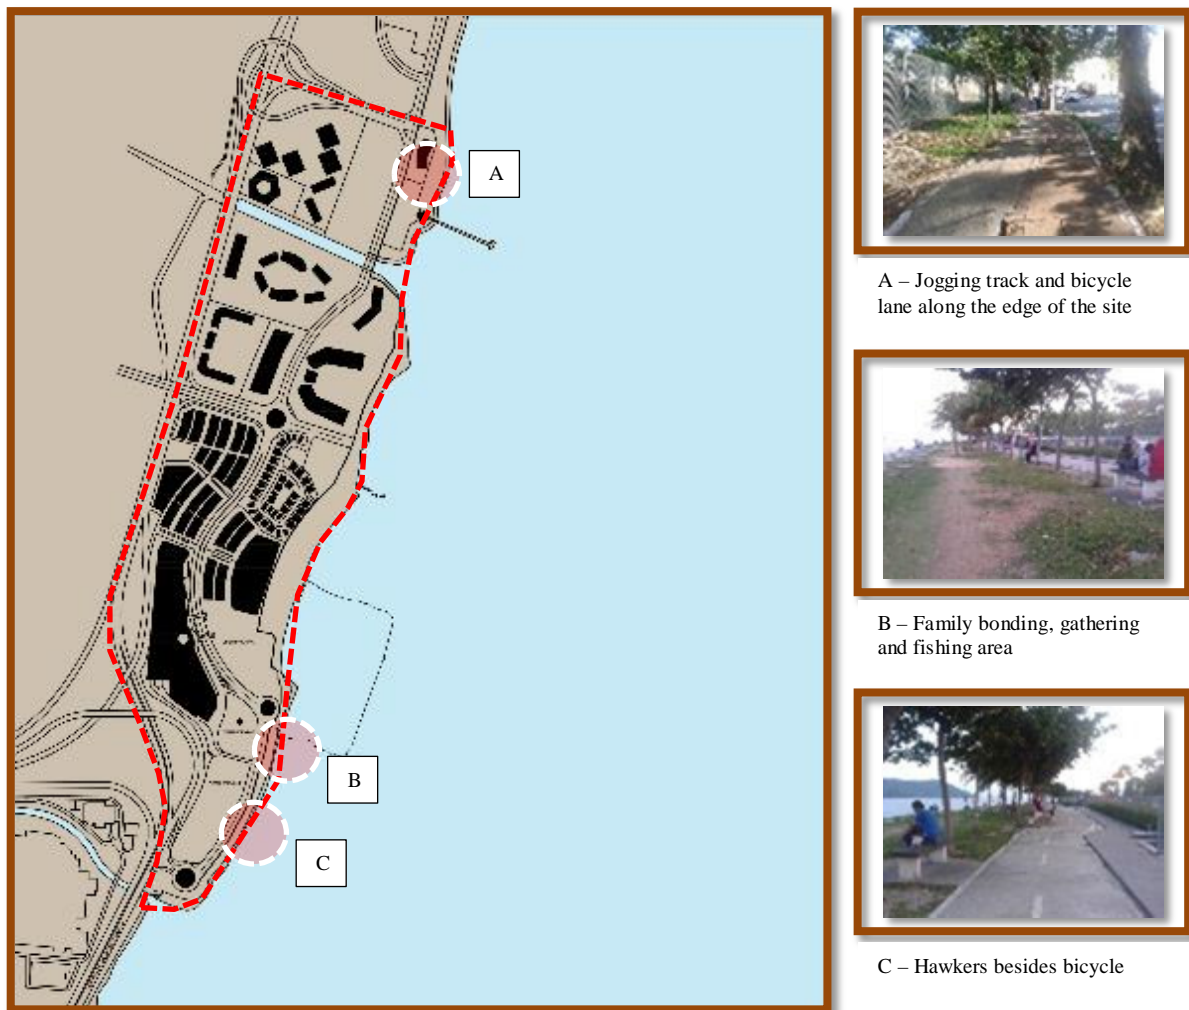 A
B
C
A – Jogging track and bicycle
lane along the edge of the site
B – Family bonding, gathering
and fishing area
C – Hawkers besides bicycle